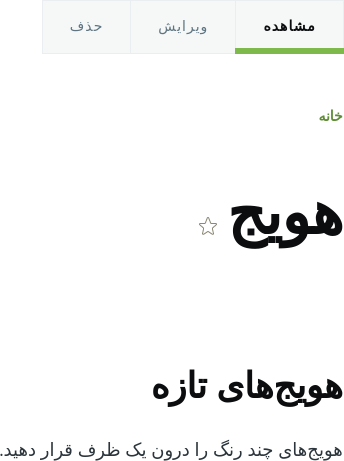 مشاهده ویرایش حذف
خانه
هویج
هویج‌های تازه
هویج‌های چند رنگ را درون یک ظرف قرار دهید.